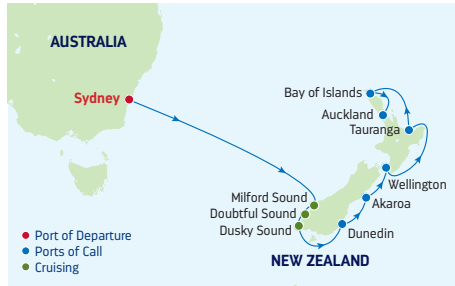 AUSTRALIA
Sydney
Bay of Islands
Auckland
Tauranga
Wellington
Milford Sound
Akaroa
Doubtful Sound
Dusky Sound
Dunedin
NEW ZEALAND
Port of Departure
Ports of Call
Cruising